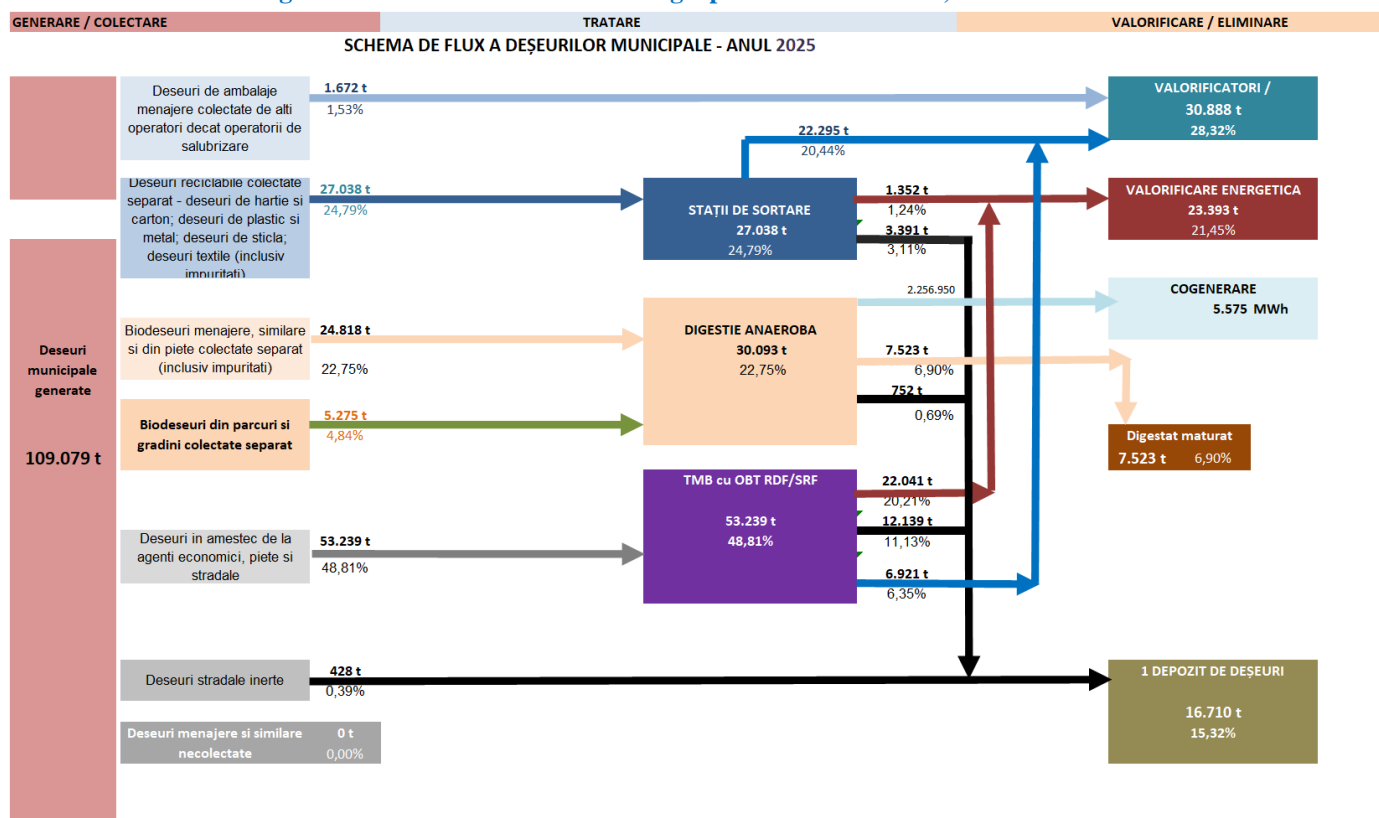 GENERARE / COLECTARE
TRATARE
VALORIFICARE / ELIMINARE
SCHEMA DE FLUX A DEȘEURILOR MUNICIPALE - ANUL 2025
Deseuri de ambalaje
menajere colectate de alti
operatori decat operatorii de
salubrizare
1.672 t
1,53%
VALORIFICATORI /
30.888 t
28,32%
22.295 t
20,44%
Deseuri reciclabile colectate
separat - deseuri de hartie si
carton; deseuri de plastic si
metal; deseuri de sticla;
deseuri textile (inclusiv
impuritati)
27.038 t
24,79%
STAȚII DE SORTARE
27.038 t
24,79%
1.352 t
1,24%
3.391 t
3,11%
VALORIFICARE ENERGETICA
23.393 t
21,45%
2.256.950
COGENERARE
5.575 MWh
Deseuri
municipale
generate
109.079 t
Biodeseuri menajere, similare
si din piete colectate separat
(inclusiv impuritati)
24.818 t
22,75%
DIGESTIE ANAEROBA
30.093 t
22,75%
7.523 t
6,90%
752 t
0,69%
Biodeseuri din parcuri si
gradini colectate separat
5.275 t
4,84%
Digestat maturat
7.523 t 6,90%
TMB cu OBT RDF/SRF
53.239 t
48,81%
22.041 t
20,21%
12.139 t
11,13%
6.921 t
6,35%
Deseuri in amestec de la
agenti economici, piete si
stradale
53.239 t
48,81%
Deseuri stradale inerte
428 t
0,39%
1 DEPOZIT DE DEȘEURI
16.710 t
15,32%
Deseuri menajere si similare
necolectate
0 t
0,00%